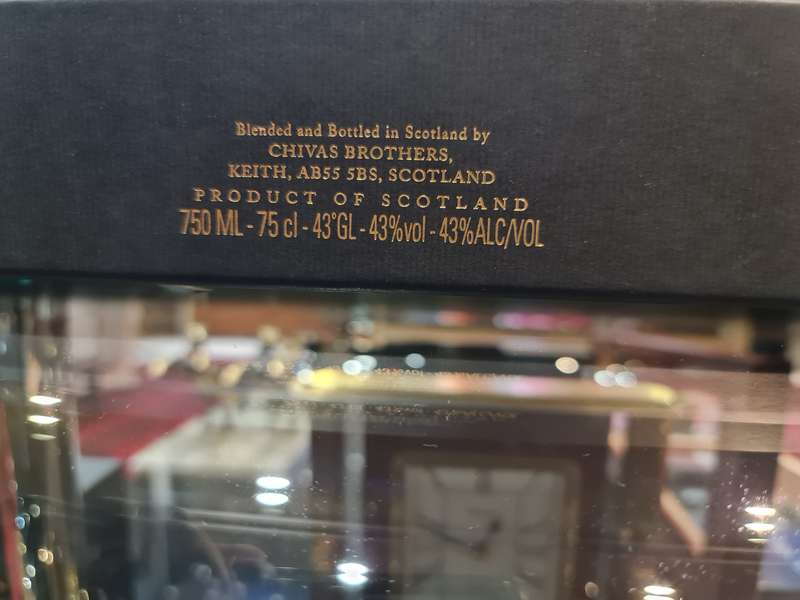 Blended and Bottled in Scotland by
CHIVAS BROTHERS,
KEITH, AB55 5BS, SCOTLAND
PRODUCT OF SCOTLAND
750 ML - 75 cl - 43°GL - 43%vol - 43%ALC/VOL